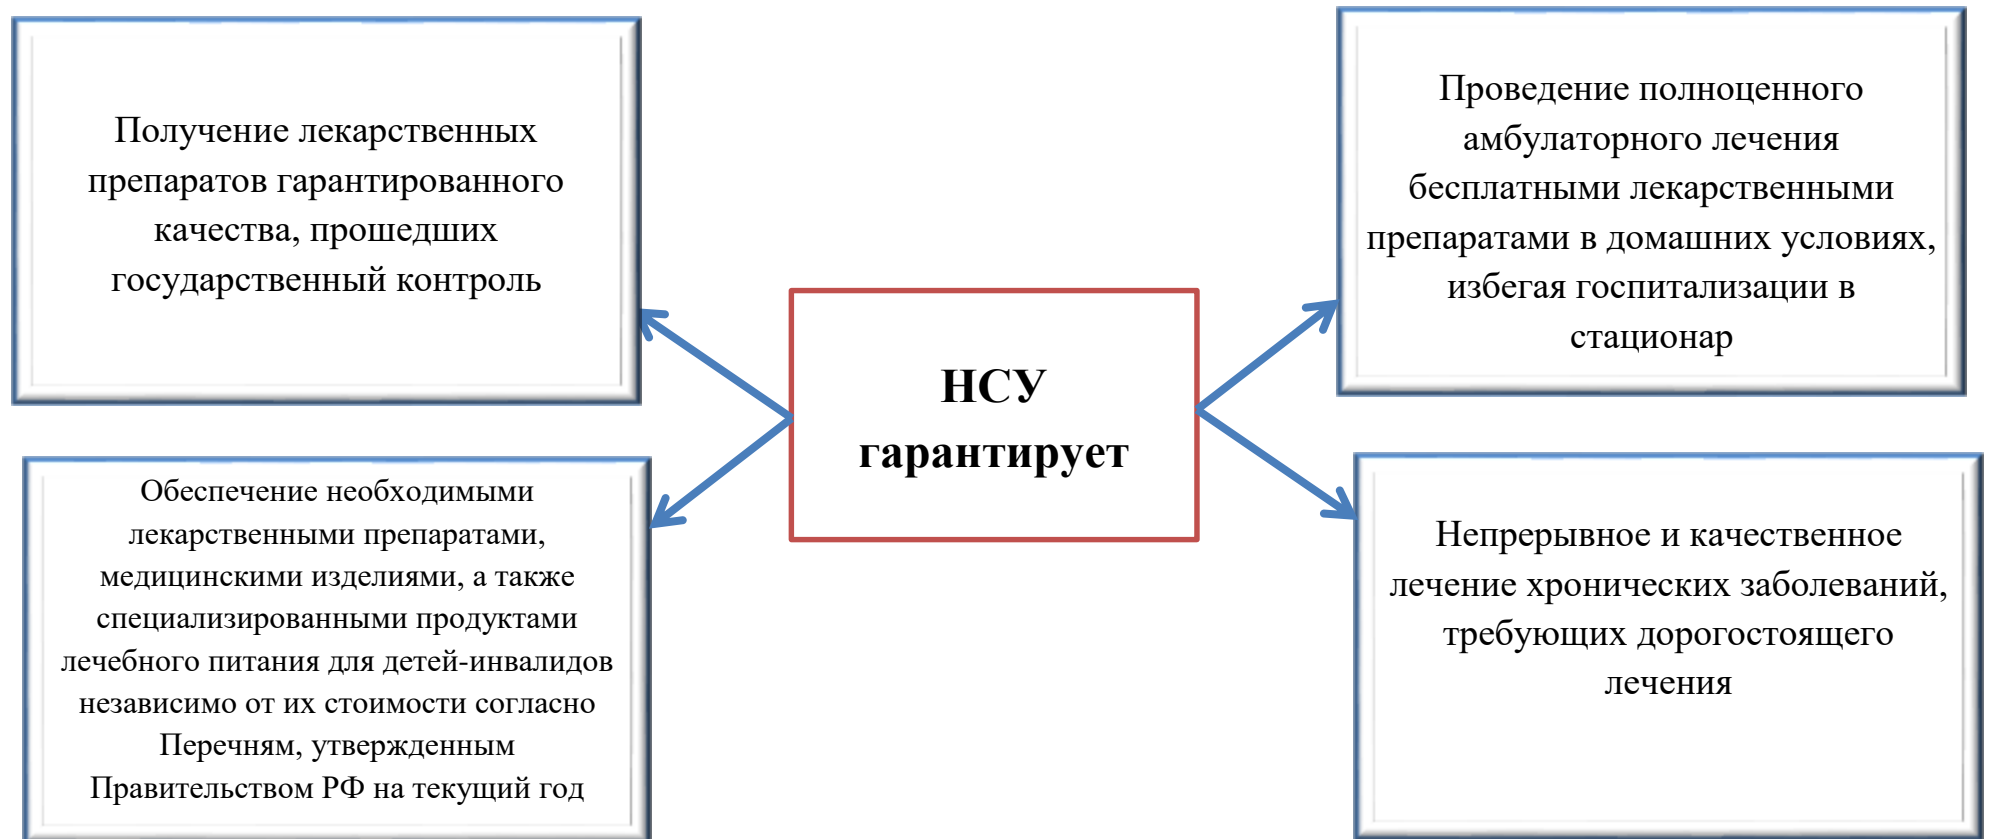 Получение лекарственных
препаратов гарантированного
качества, прошедших
государственный контроль
Проведение полноценного
амбулаторного лечения
бесплатными лекарственными
препаратами в домашних условиях,
избегая госпитализации в
стационар
НСУ
гарантирует
Обеспечение необходимыми
лекарственными препаратами,
медицинскими изделиями, а также
специализированными продуктами
лечебного питания для детей-инвалидов
независимо от их стоимости согласно
Перечням, утвержденным
Правительством РФ на текущий год
Непрерывное и качественное
лечение хронических заболеваний,
требующих дорогостоящего
лечения